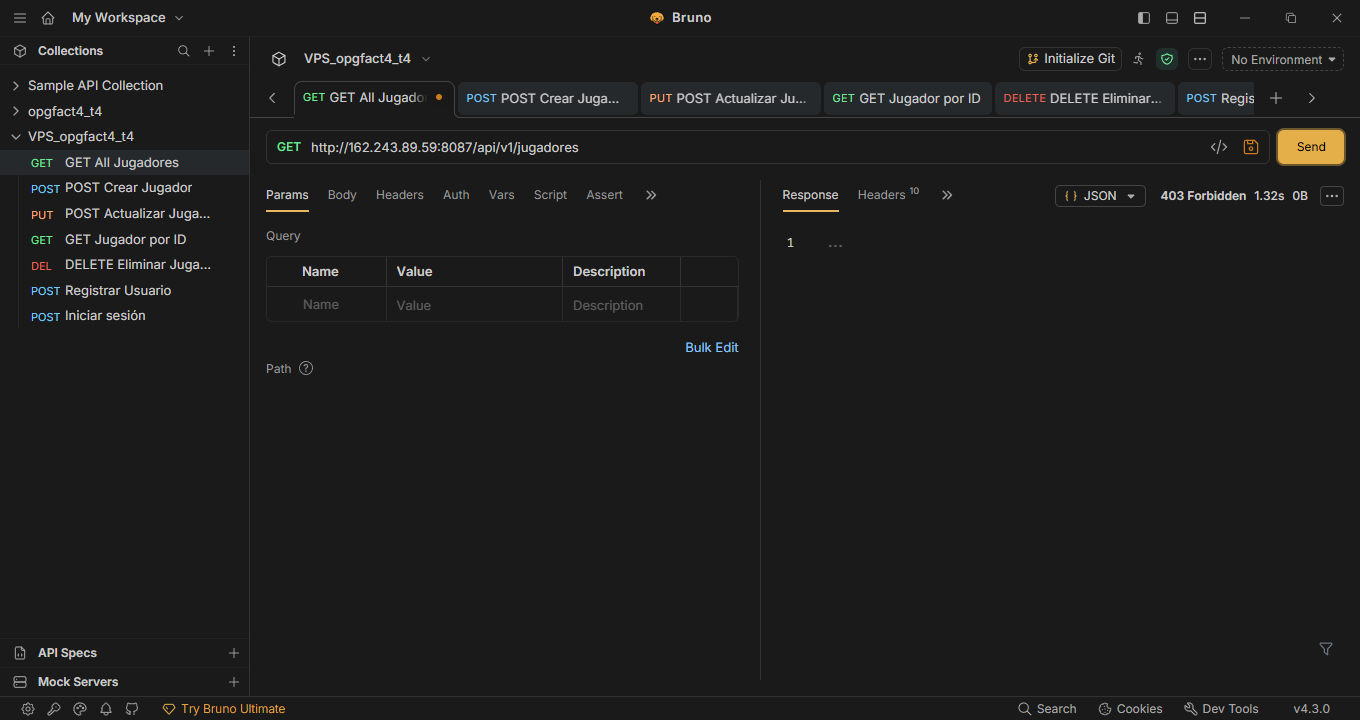 My Workspace
Bruno
Collections
Sample API Collection
opgfact4_t4
VPS_opgfact4_t4
GET GET All Jugadores
POST POST Crear Jugador
PUT POST Actualizar Juga...
GET GET Jugador por ID
DEL DELETE Eliminar Juga...
POST Registrar Usuario
POST Iniciar sesión
API Specs
Mock Servers
VPS_opgfact4_t4
Initialize Git
No Environment
GET GET All Jugado
POST POST Crear Juga...
PUT POST Actualizar Ju...
GET GET Jugador por ID
DELETE DELETE Eliminar...
POST Regis
GET http://162.243.89.59:8087/api/v1/jugadores
Send
Params Body Headers Auth Vars Script Assert
Query
Name Value Description
Name Value Description
Bulk Edit
Path ?
Response Headers 10
{ } JSON
403 Forbidden 1.32s 0B
1 ...
Try Bruno Ultimate
Search Cookies Dev Tools v4.3.0